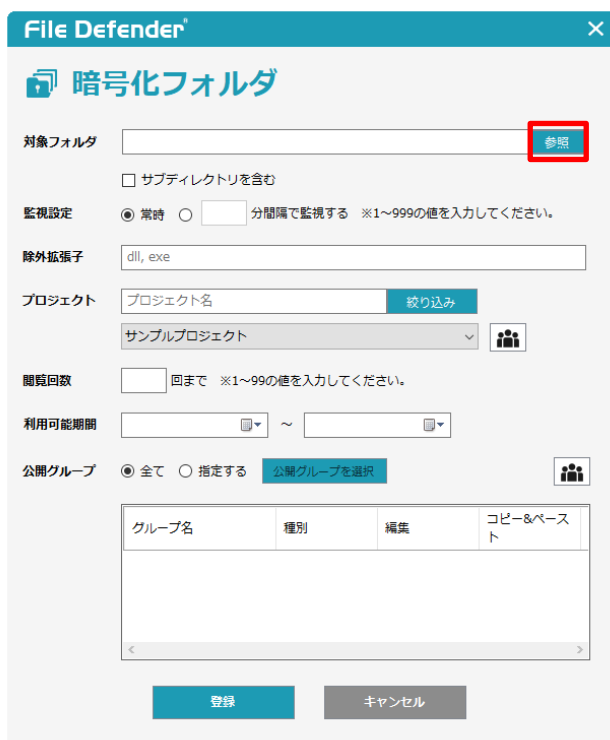 File Defender®
暗号化フォルダ
対象フォルダ 参照
サブディレクトリを含む
監視設定 常時 分間隔で監視する ※1～999の値を入力してください。
除外拡張子 dll, exe
プロジェクト プロジェクト名 絞り込み
サンプルプロジェクト
閲覧回数 回まで ※1～99の値を入力してください。
利用可能期間 ～
公開グループ 全て 指定する 公開グループを選択
グループ名 種別 編集 コピー&ペース
ト
登録 キャンセル